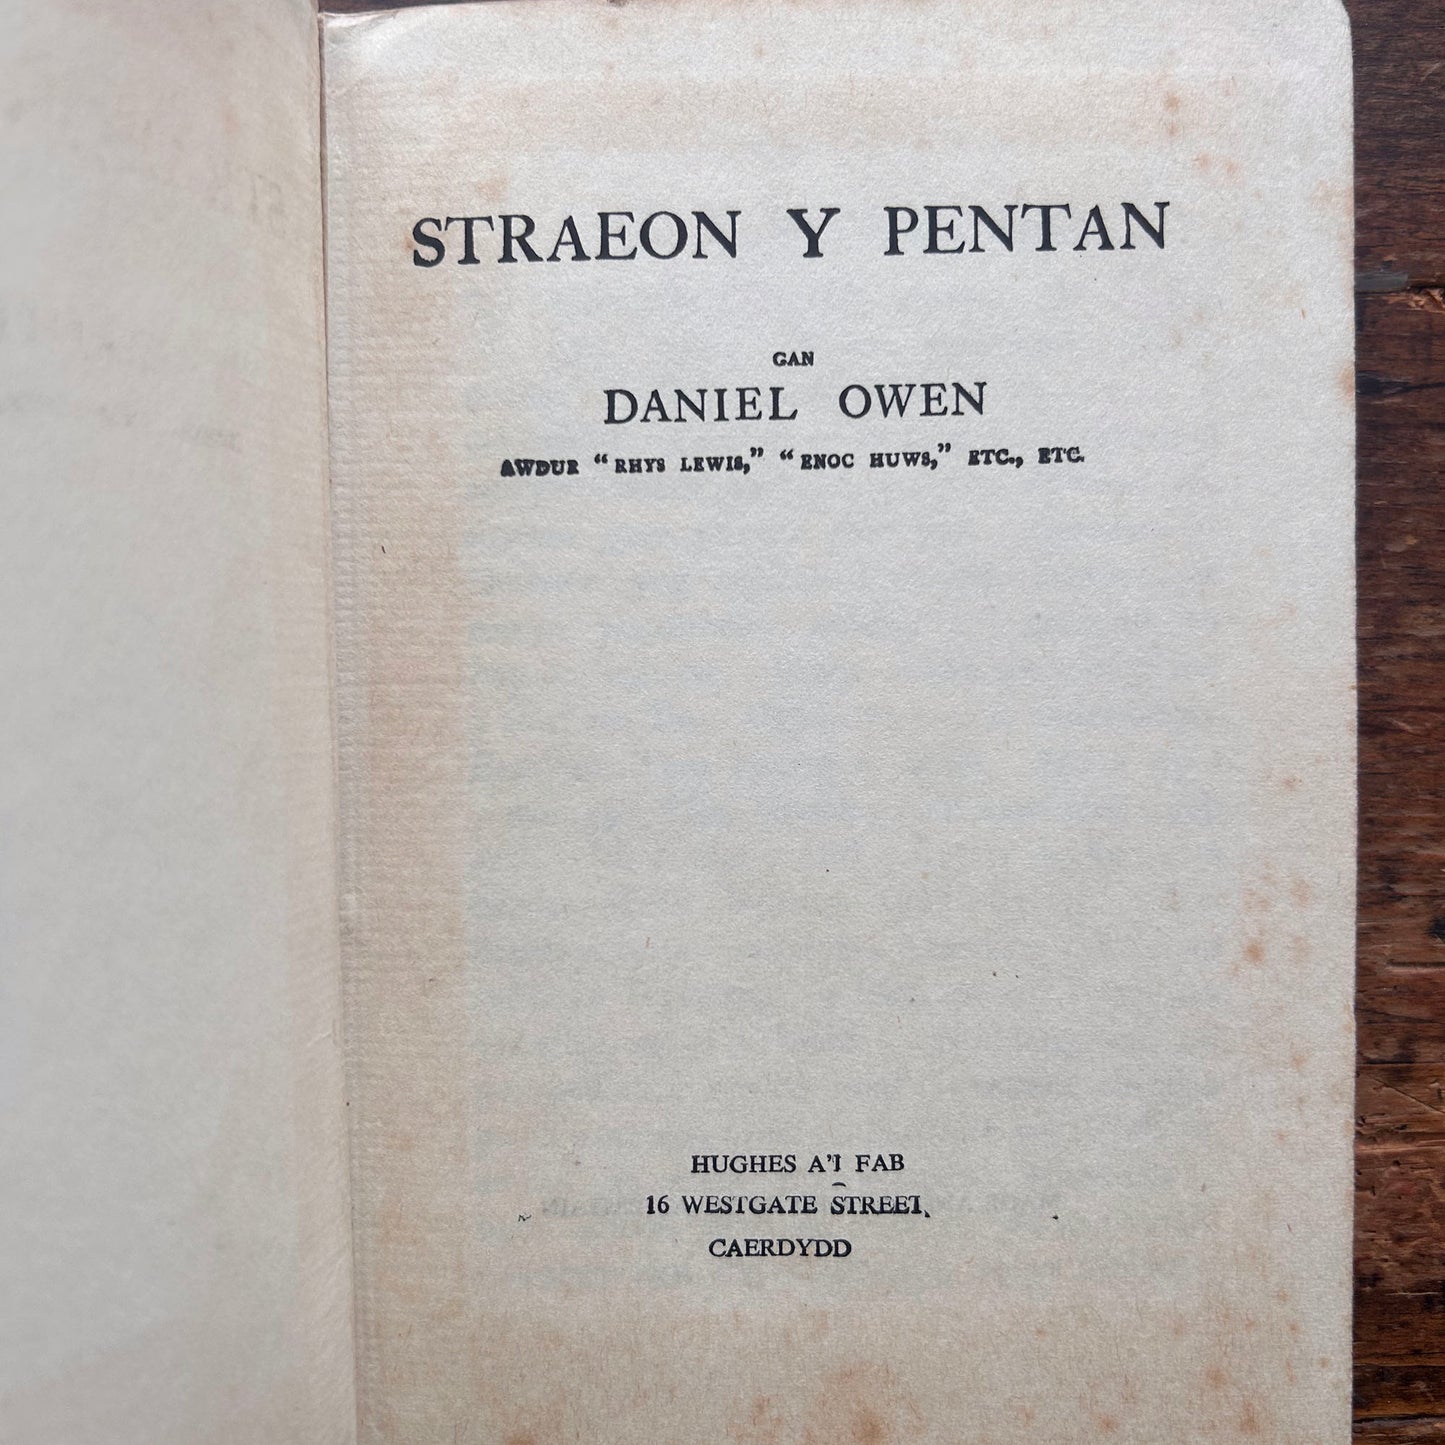 STRAEON Y PENTAN
GAN
DANIEL OWEN
AWDUR “RHYS LEWIS,” “ENOC HUWS,” ETC., ETC.
HUGHES A'I FAB
16 WESTGATE STREET,
CAERDYDD